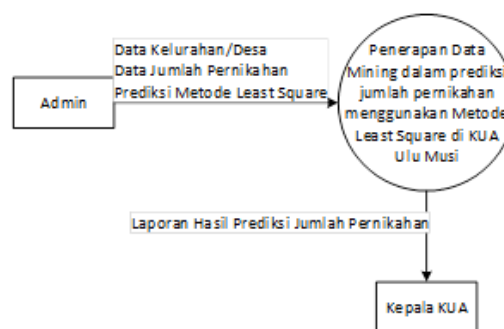 Data Kelurahan/Desa
Data Jumlah Pernikahan
Prediksi Metode Least Square
Admin
Penerapan Data
Mining dalam prediksi
jumlah pernikahan
menggunakan Metode
Least Square di KUA
Ulu Musi
Laporan Hasil Prediksi Jumlah Pernikahan
Kepala KUA